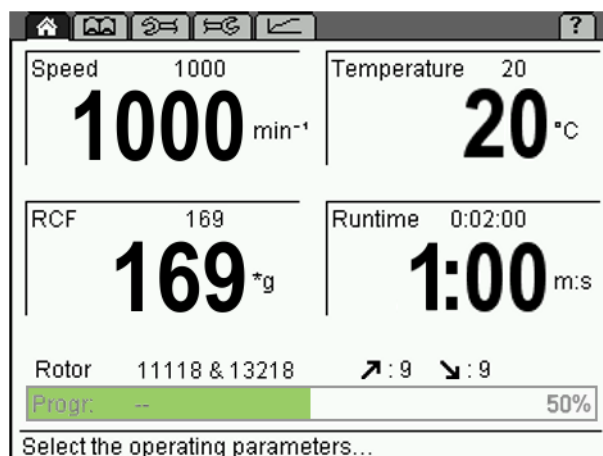 ?
Speed 1000
1000 min⁻¹
Temperature 20
20 °C
RCF 169
169 *g
Runtime 0:02:00
1:00 m:s
Rotor 11118 & 13218 ↗: 9 ↘: 9
Progr: -- 50%
Select the operating parameters...